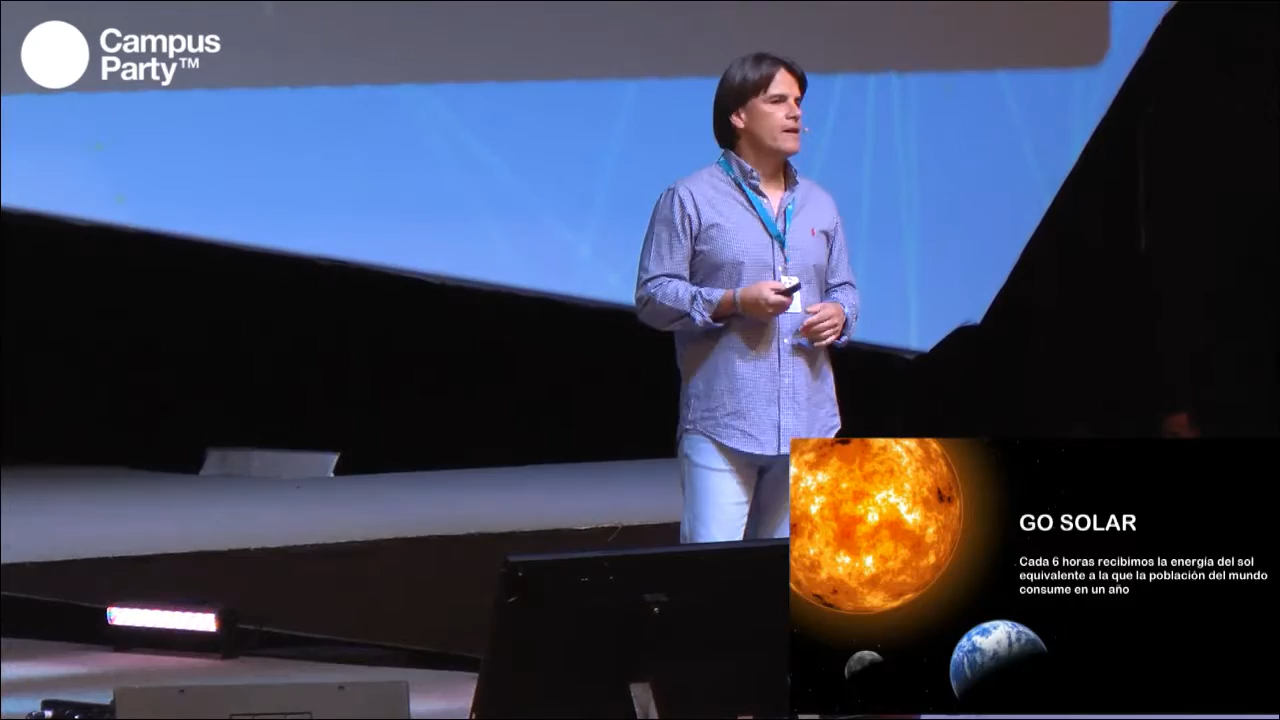 Campus
Party™
GO SOLAR
Cada 6 horas recibimos la energía del sol
equivalente a la que la población del mundo
consume en un año